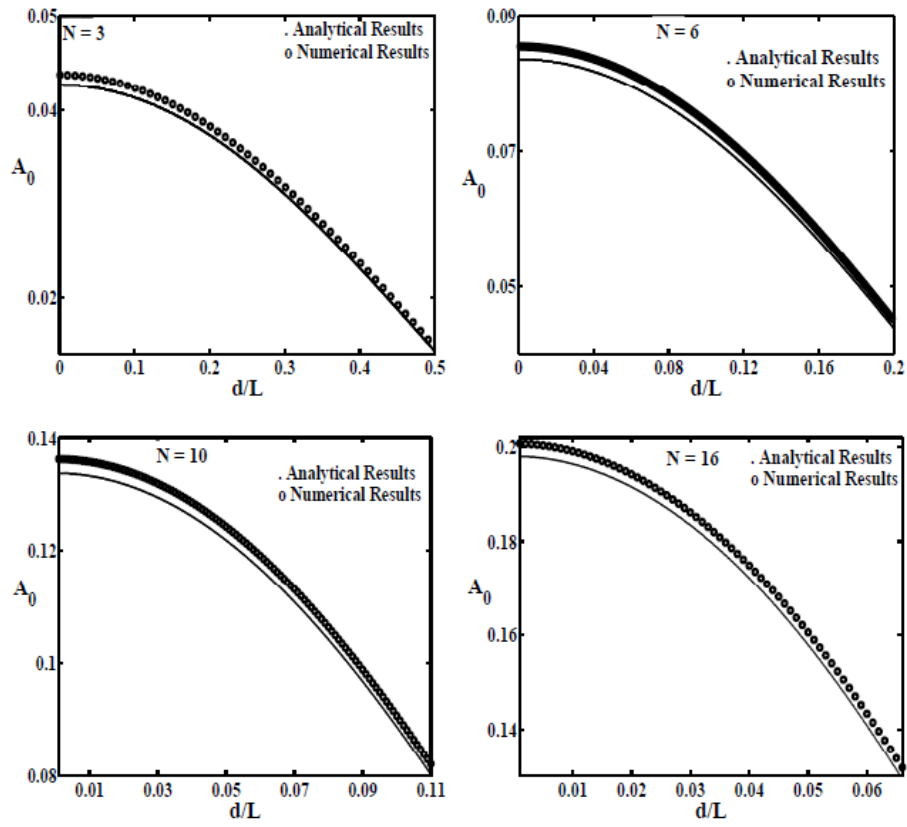 0.05
N = 3
. Analytical Results
o Numerical Results
0.04
A0
0.02
0 0.1 0.2 0.3 0.4 0.5
d/L
0.09
N = 6
. Analytical Results
o Numerical Results
0.07
A0
0.05
0 0.04 0.08 0.12 0.16 0.2
d/L
0.14
N = 10
. Analytical Results
o Numerical Results
0.12
A0
0.1
0.08
0.01 0.03 0.05 0.07 0.09 0.11
d/L
0.2
N = 16
. Analytical Results
o Numerical Results
0.18
A0
0.16
0.14
0.01 0.02 0.03 0.04 0.05 0.06
d/L